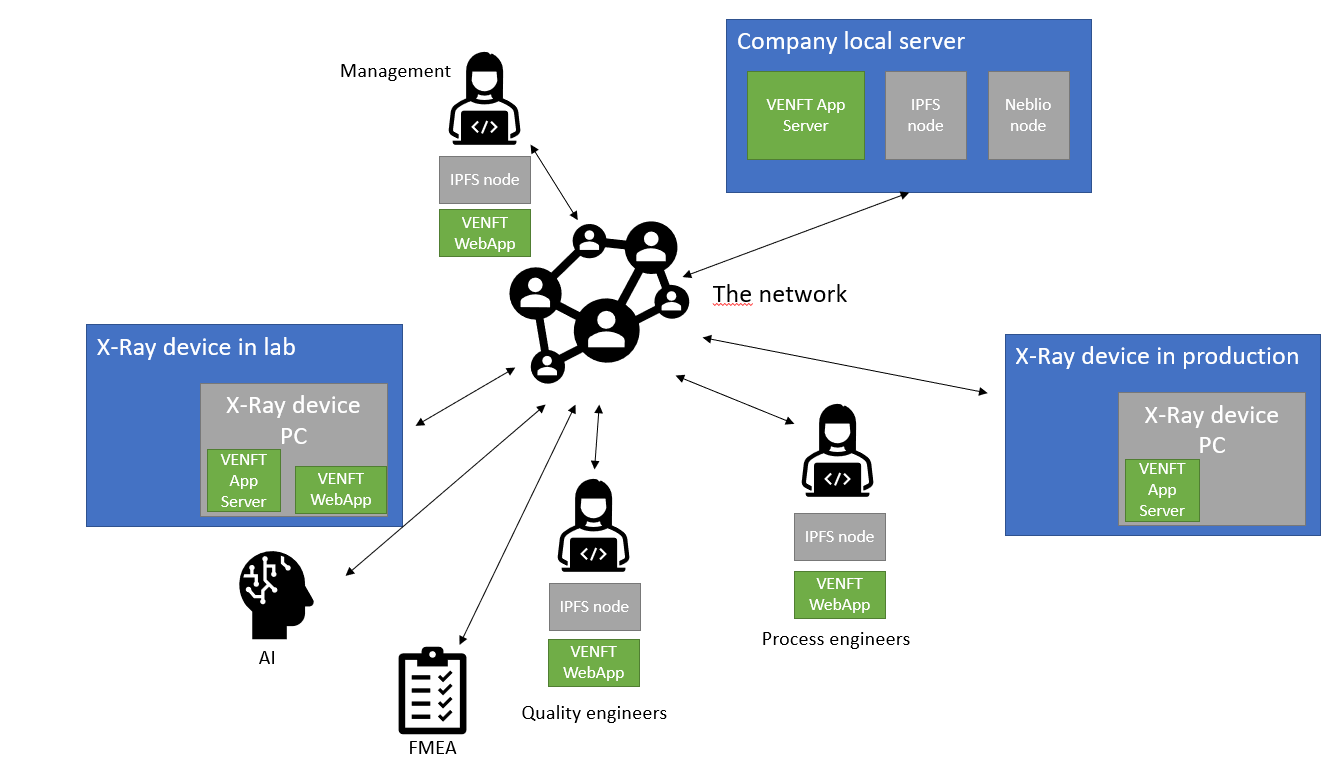 Management
IPFS node
VENFT
WebApp
Company local server
VENFT App
Server
IPFS
node
Neblio
node
The network
X-Ray device in lab
X-Ray device
PC
VENFT
App
Server
VENFT
WebApp
X-Ray device in production
X-Ray device
PC
VENFT
App
Server
IPFS node
VENFT
WebApp
Process engineers
IPFS node
VENFT
WebApp
Quality engineers
AI
FMEA